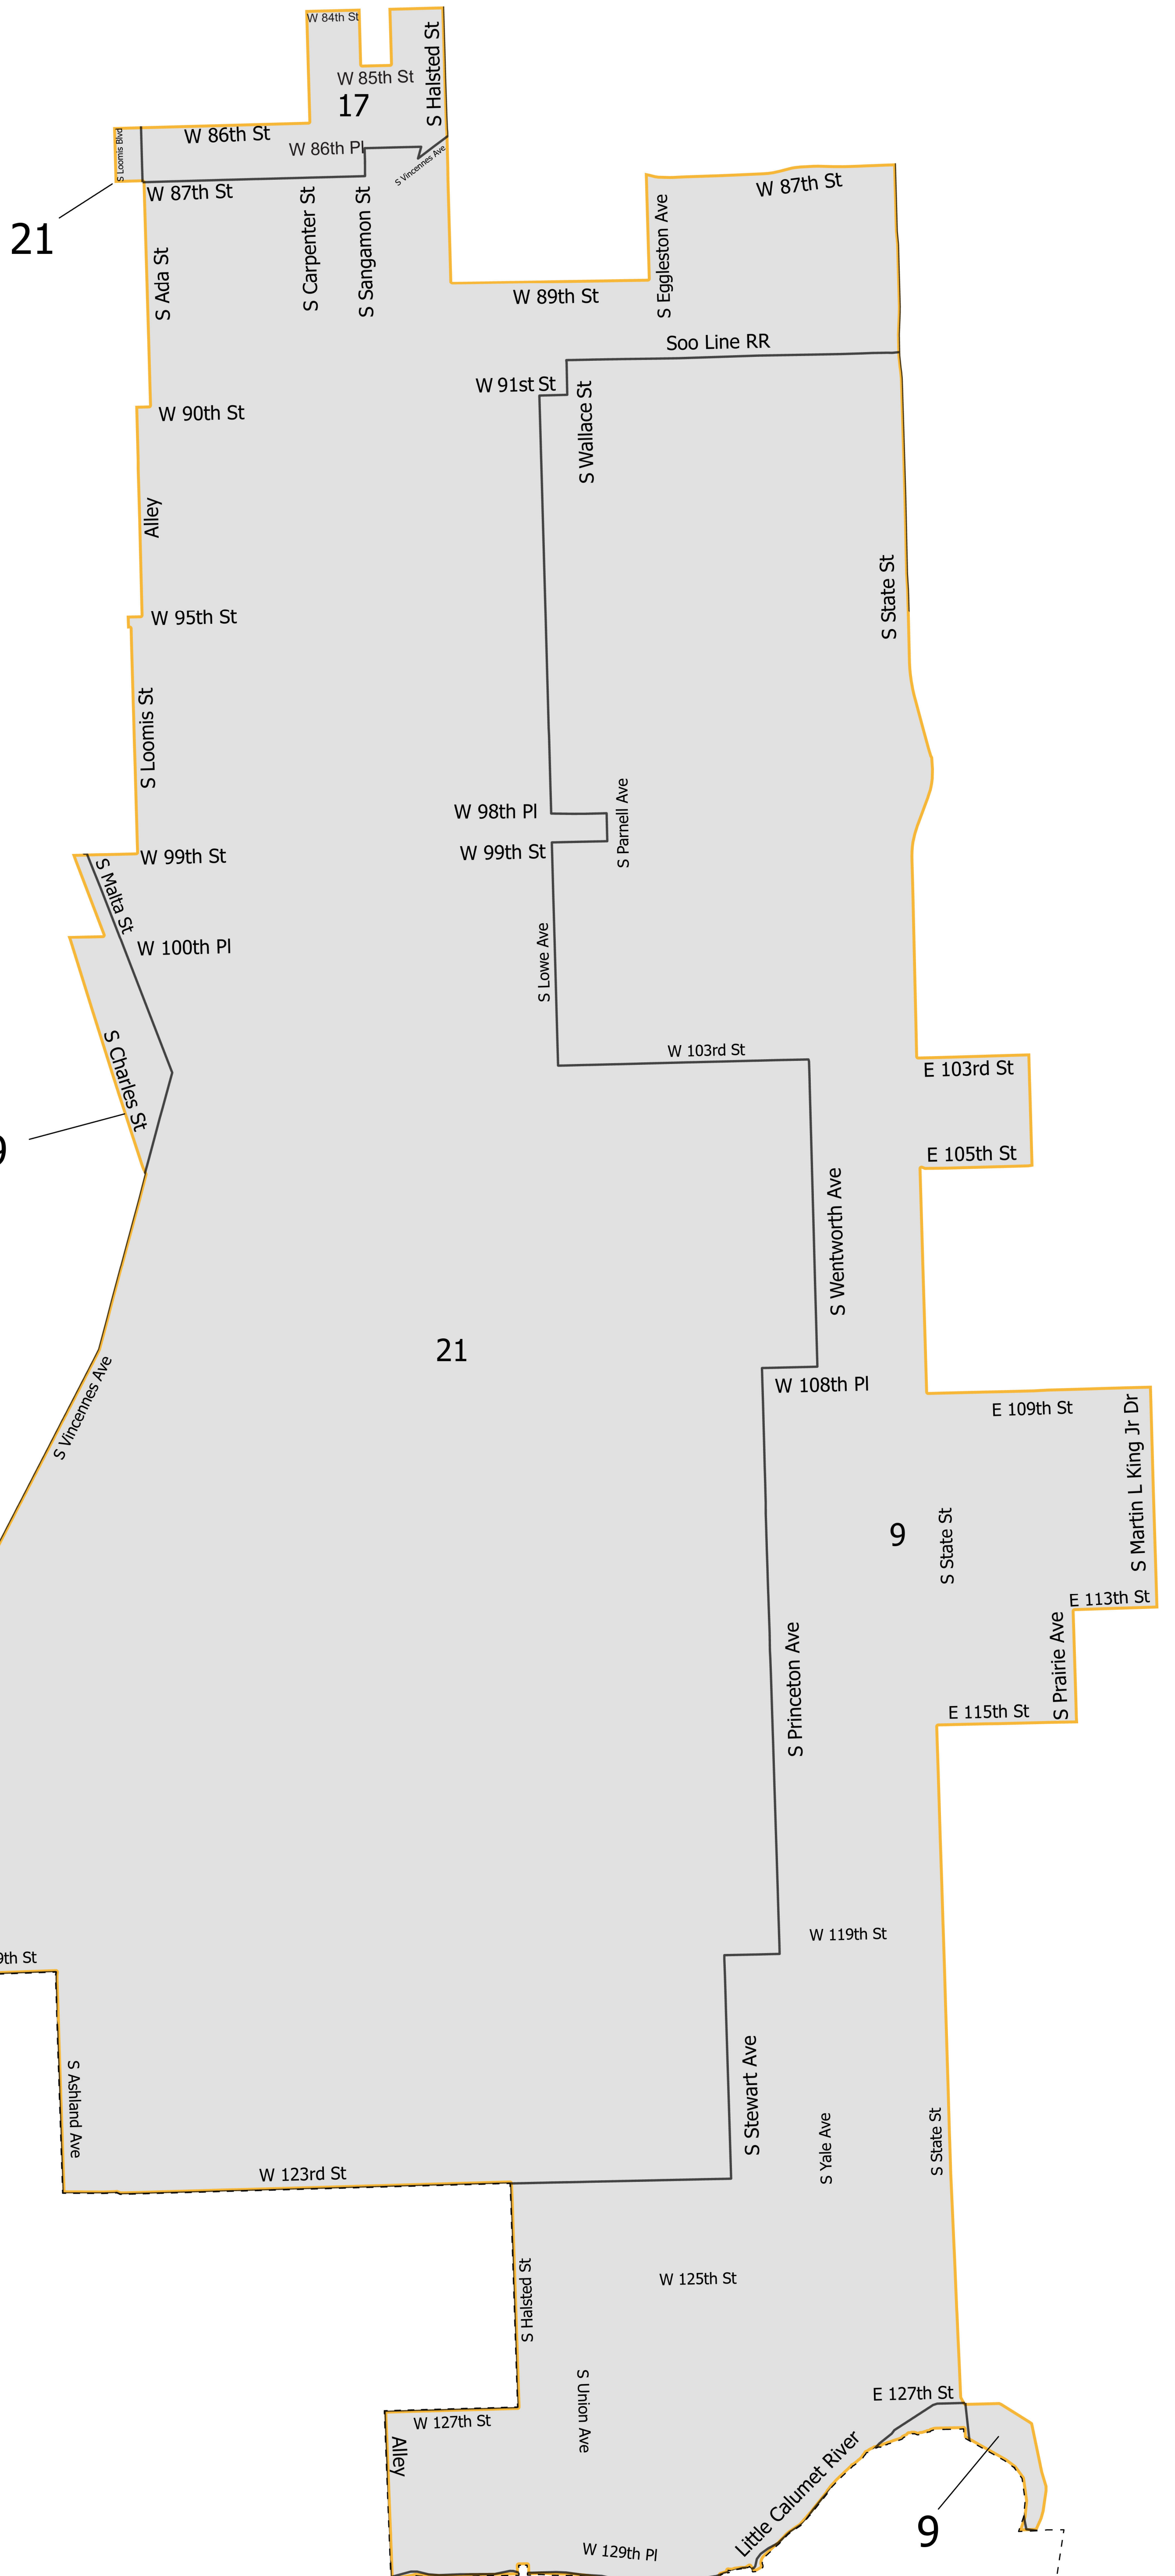 W 84th St
S Halsted St
W 85th St
17
S Loomis Blvd
W 86th St
W 86th Pl
S Vincennes Ave
W 87th St
W 87th St
21
S Ada St
S Carpenter St
S Sangamon St
S Eggleston Ave
W 89th St
Soo Line RR
W 91st St
S Wallace St
W 90th St
Alley
S State St
W 95th St
S Loomis St
W 98th Pl
S Parnell Ave
W 99th St
W 99th St
S Malta St
W 100th Pl
S Lowe Ave
S Charles St
W 103rd St
E 103rd St
9
E 105th St
S Wentworth Ave
21
S Vincennes Ave
W 108th Pl
E 109th St
S Martin L King Jr Dr
9
S State St
E 113th St
S Prairie Ave
S Princeton Ave
E 115th St
W 119th St
9th St
S Ashland Ave
S Stewart Ave
S Yale Ave
S State St
W 123rd St
S Halsted St
W 125th St
S Union Ave
E 127th St
W 127th St
Alley
Little Calumet River
9
W 129th Pl